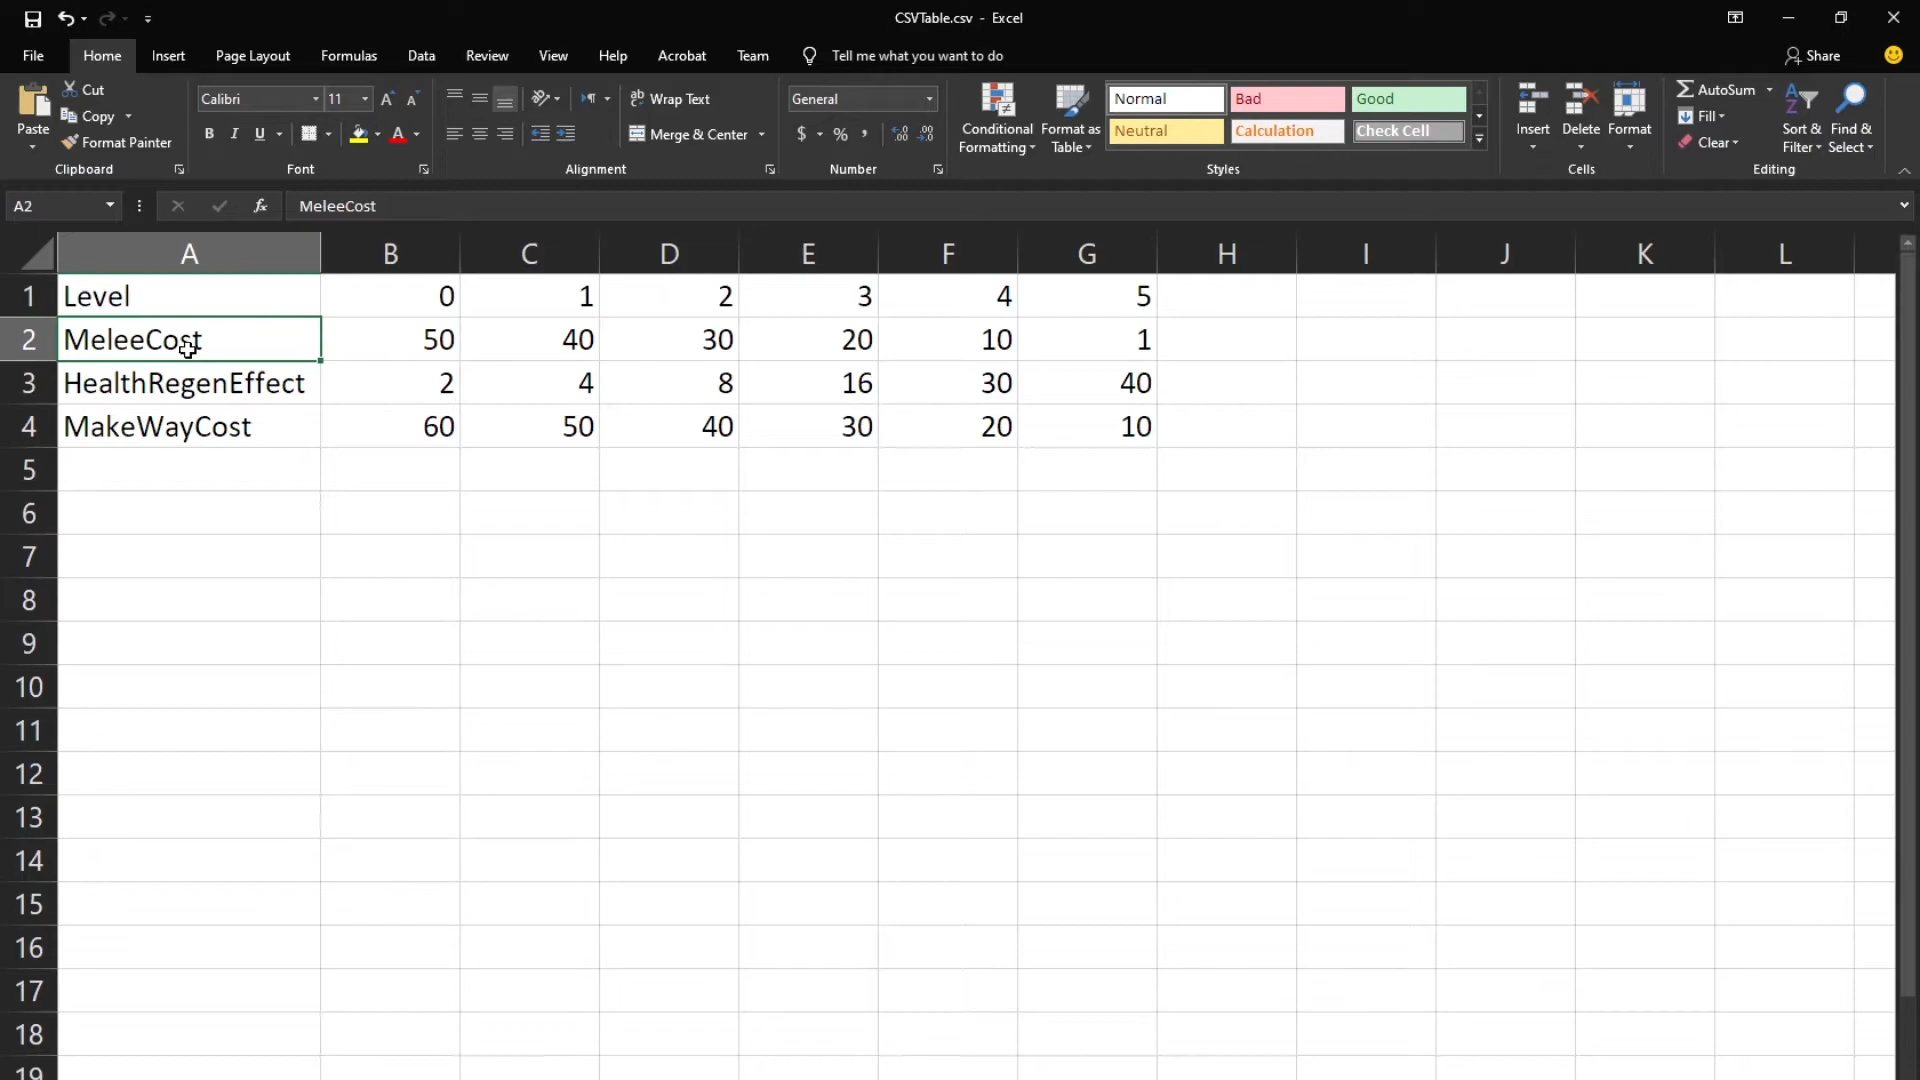 CSVTable.csv - Excel
File Home Insert Page Layout Formulas Data Review View Help Acrobat Team Tell me what you want to do Share
Paste Cut Calibri 11 A A Wrap Text General Conditional Formatting Format as Table Normal Bad Good Insert Delete Format AutoSum Sort & Filter Find & Select
Copy B I U A Merge & Center $ % , Neutral Calculation Check Cell Fill
Format Painter Clear
Clipboard Font Alignment Number Styles Cells Editing
A2 fx MeleeCost
A B C D E F G H I J K L
1 Level 0 1 2 3 4 5
2 MeleeCost 50 40 30 20 10 1
3 HealthRegenEffect 2 4 8 16 30 40
4 MakeWayCost 60 50 40 30 20 10
5
6
7
8
9
10
11
12
13
14
15
16
17
18
19